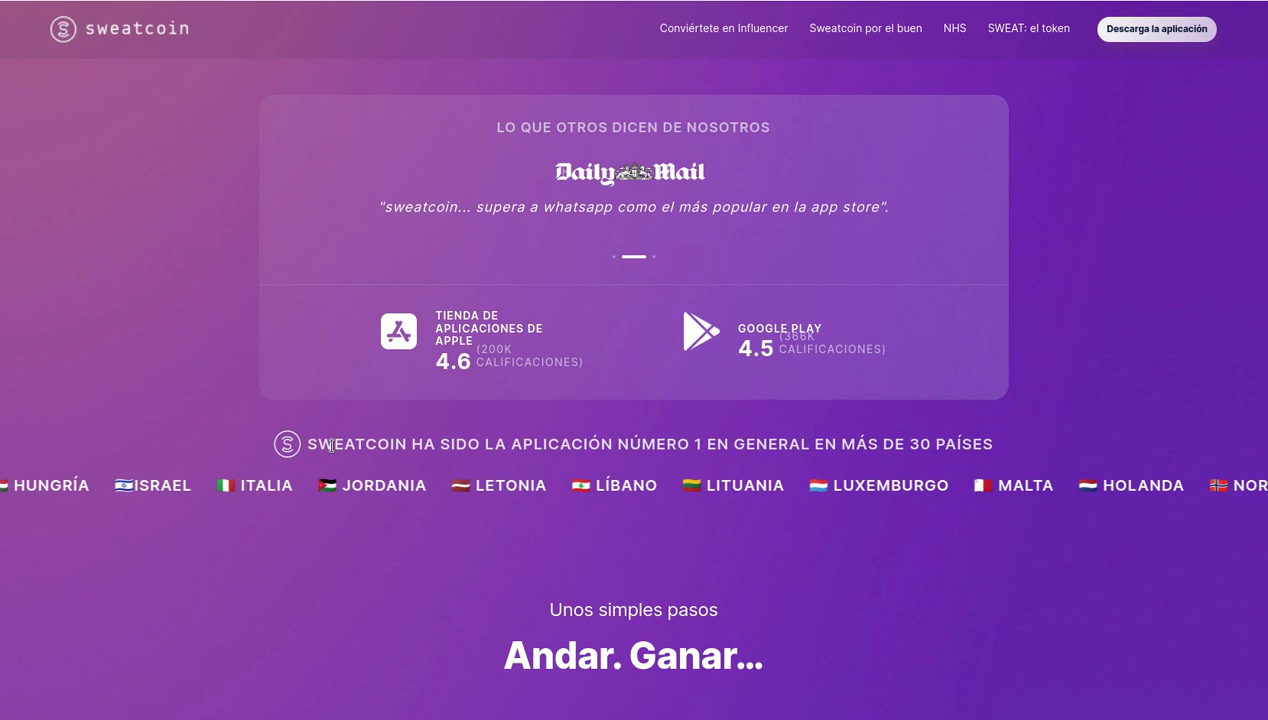 sweatcoin
Conviértete en Influencer
Sweatcoin por el buen
NHS
SWEAT: el token
Descarga la aplicación
LO QUE OTROS DICEN DE NOSOTROS
Daily Mail
"sweatcoin... supera a whatsapp como el más popular en la app store".
TIENDA DE
APLICACIONES DE
APPLE
4.6 (200K
CALIFICACIONES)
GOOGLE PLAY
4.5 (366K
CALIFICACIONES)
SWEATCOIN HA SIDO LA APLICACIÓN NÚMERO 1 EN GENERAL EN MÁS DE 30 PAÍSES
HUNGRÍA ISRAEL ITALIA JORDANIA LETONIA LÍBANO LITUANIA LUXEMBURGO MALTA HOLANDA NOR
Unos simples pasos
Andar. Ganar...